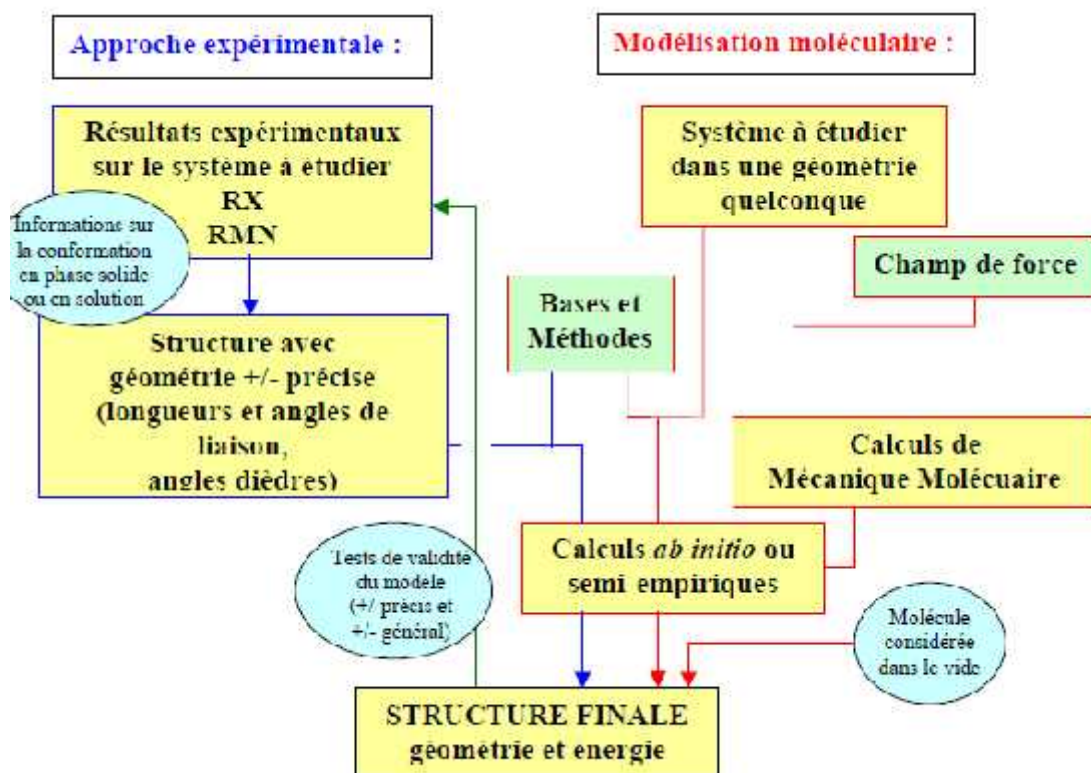 Approche expérimentale :
Modélisation moléculaire :
Résultats expérimentaux
sur le système à étudier
RX
RMN
Informations sur
la conformation
en phase solide
ou en solution
Structure avec
géométrie +/- précise
(longueurs et angles de
liaison,
angles dièdres)
Système à étudier
dans une géométrie
quelconque
Champ de force
Bases et
Méthodes
Calculs de
Mécanique Molécuaire
Calculs ab initio ou
semi empiriques
Tests de validité
du modèle
(+/ précis et
+/- général)
Molécule
considérée
dans le vide
STRUCTURE FINALE
géométrie et energie